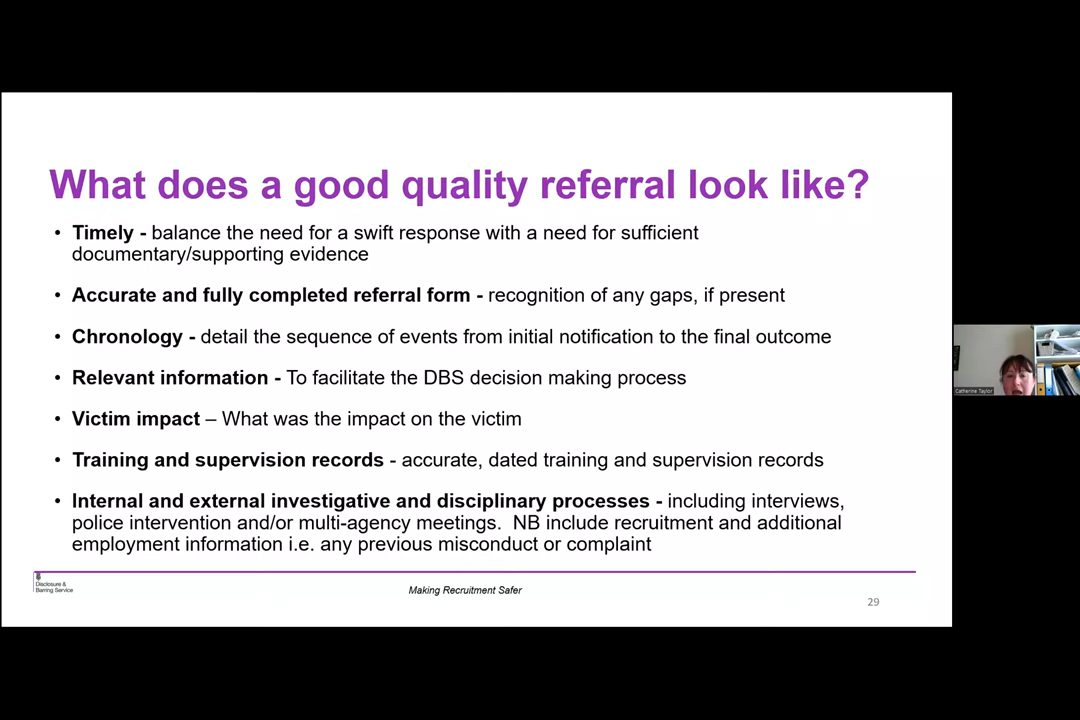 What does a good quality referral look like?
• Timely - balance the need for a swift response with a need for sufficient
documentary/supporting evidence
• Accurate and fully completed referral form - recognition of any gaps, if present
• Chronology - detail the sequence of events from initial notification to the final outcome
• Relevant information - To facilitate the DBS decision making process
• Victim impact – What was the impact on the victim
• Training and supervision records - accurate, dated training and supervision records
• Internal and external investigative and disciplinary processes - including interviews,
police intervention and/or multi-agency meetings.  NB include recruitment and additional
employment information i.e. any previous misconduct or complaint
Disclosure &
Barring Service
Making Recruitment Safer
29
Catherine Taylor